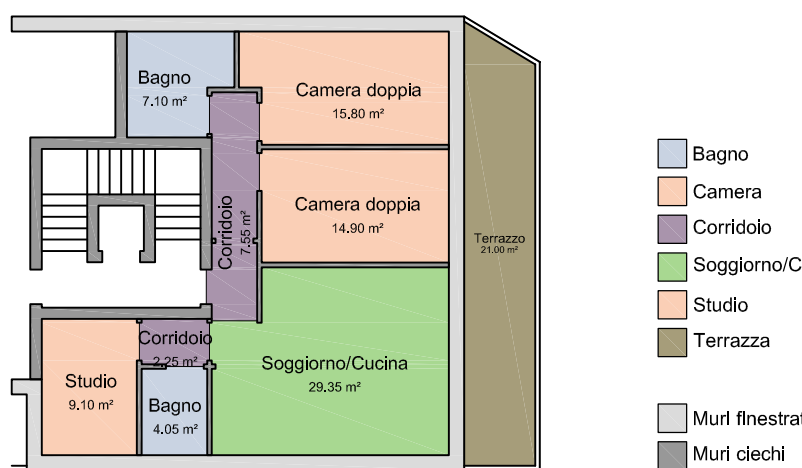 Bagno
7.10 m²
Camera doppia
15.80 m²
Camera doppia
14.90 m²
Corridoio
7.55 m²
Terrazzo
21.00 m²
Corridoio
2.25 m²
Soggiorno/Cucina
29.35 m²
Studio
9.10 m²
Bagno
4.05 m²
Bagno
Camera
Corridoio
Soggiorno/C
Studio
Terrazza
Muri finestrat
Muri ciechi